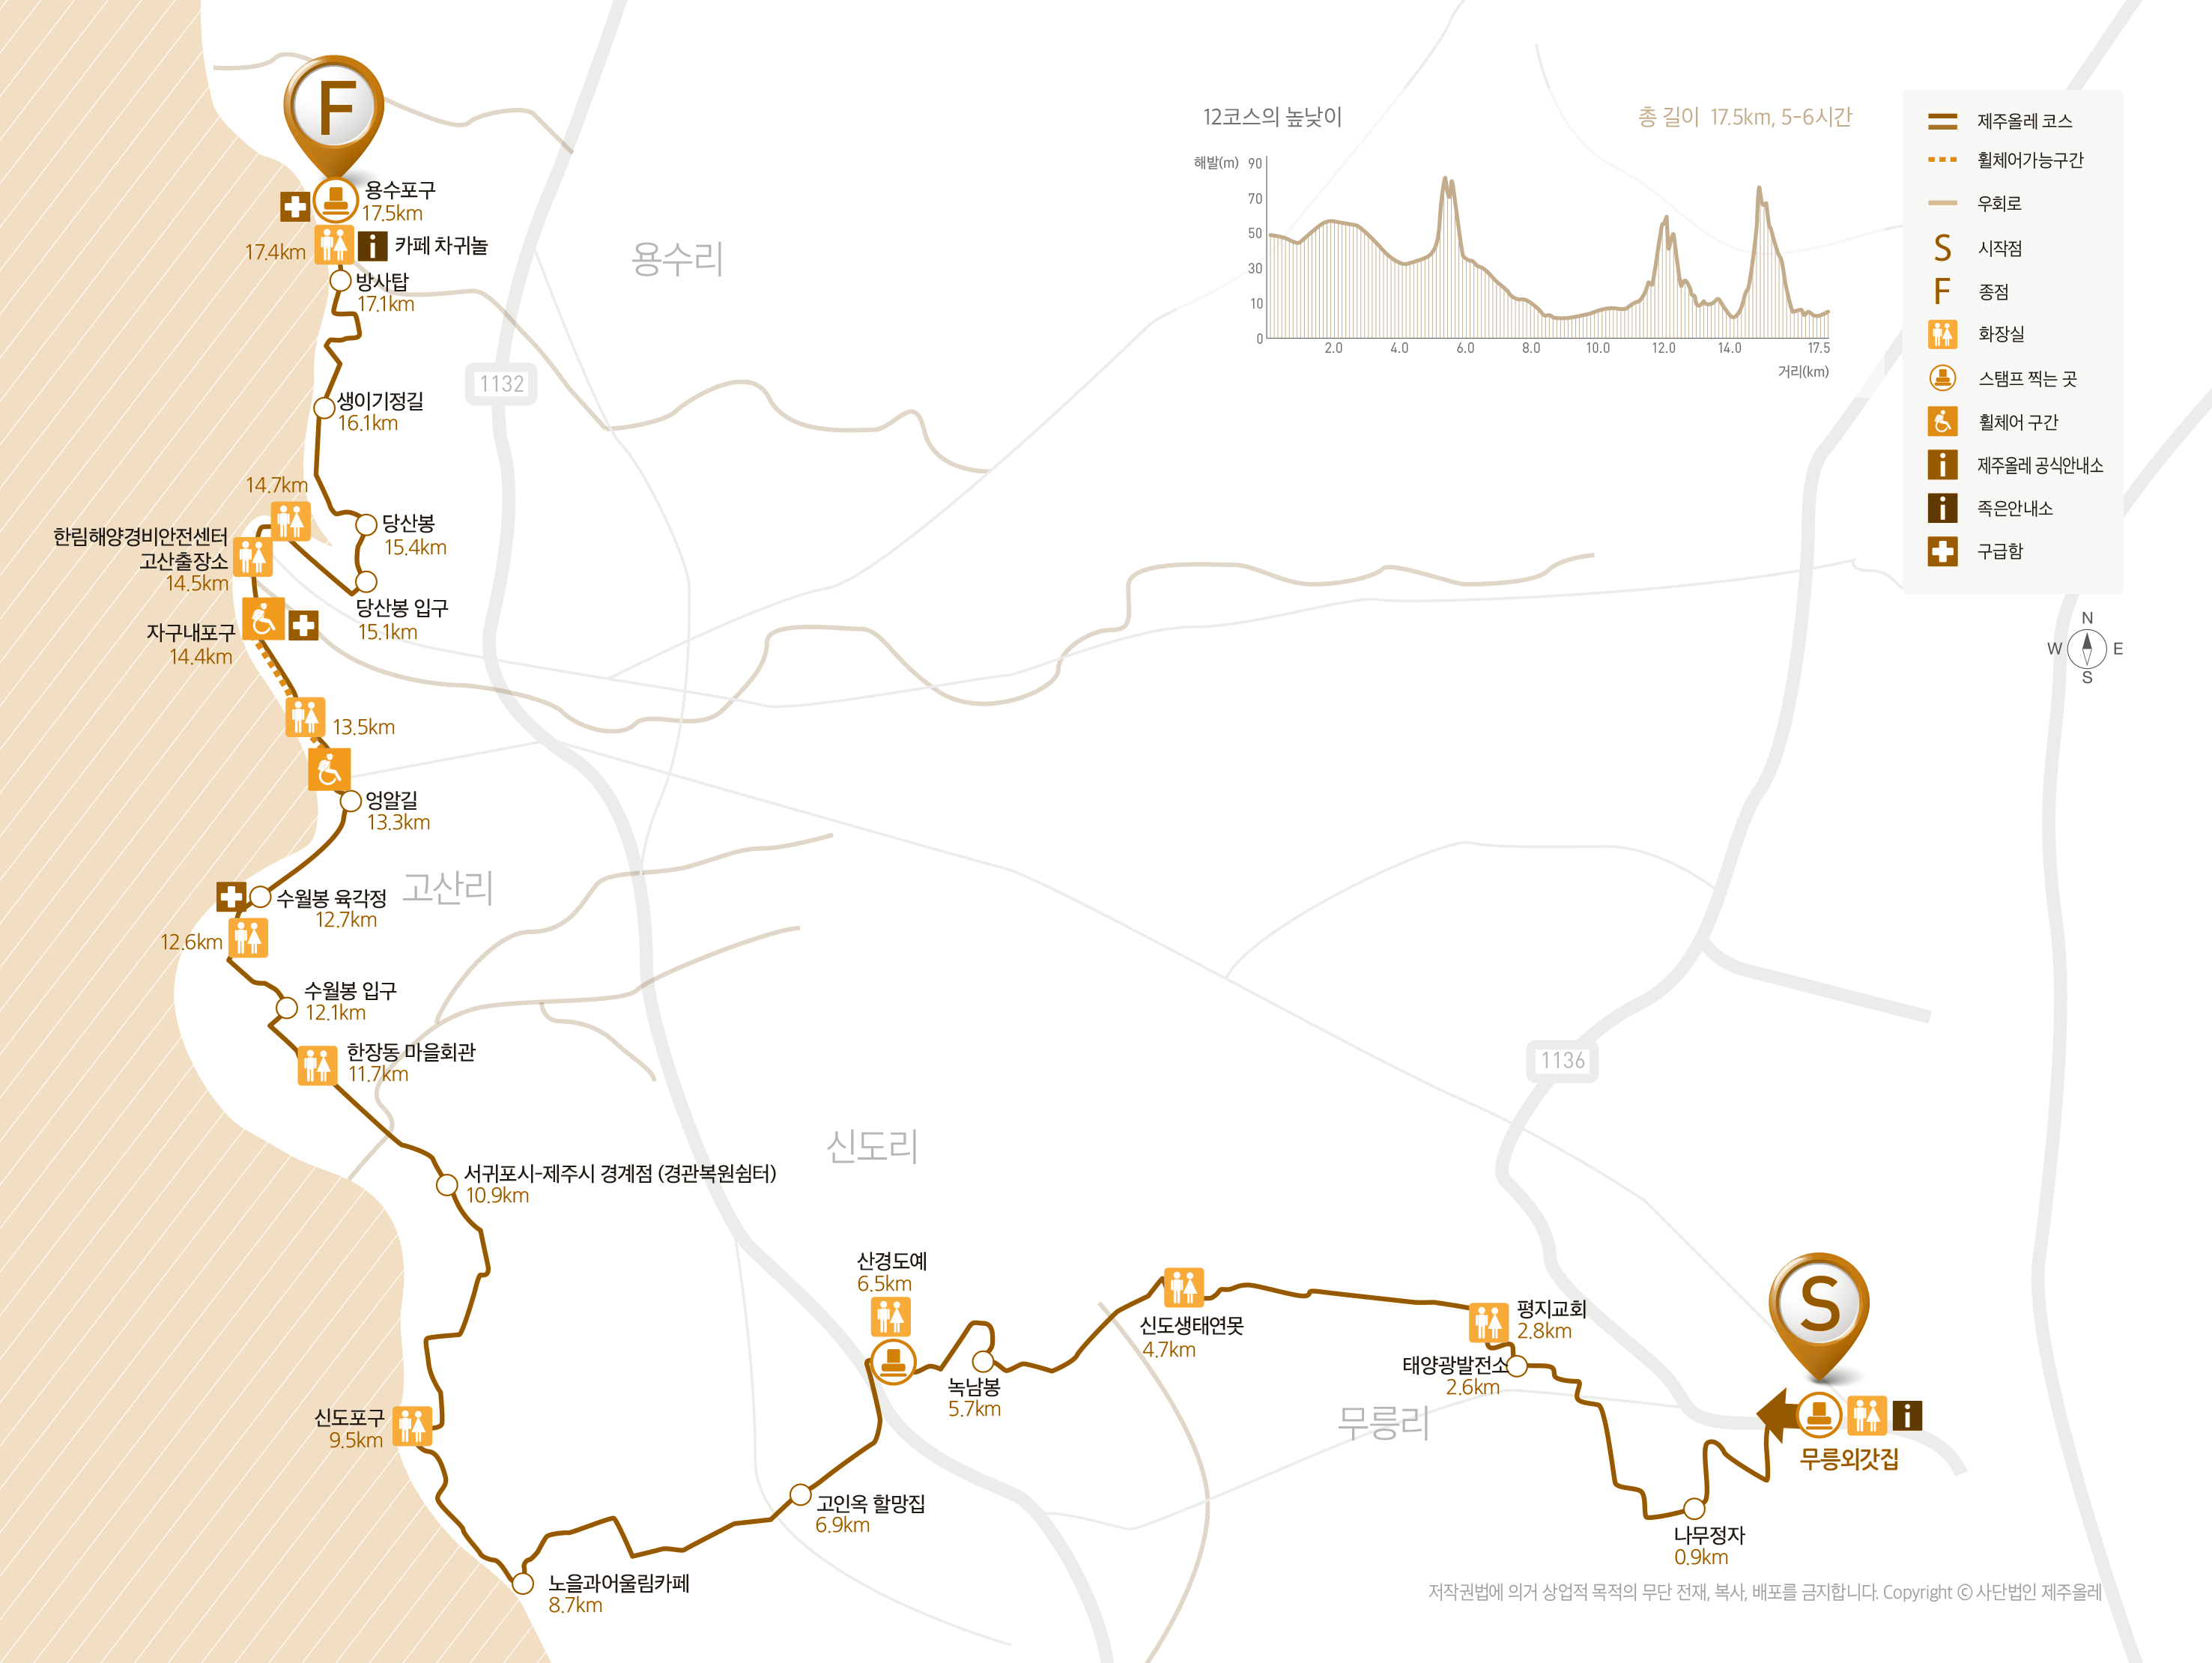 F
용수포구
17.5km
17.4km
i 카페 차귀놀
방사탑
17.1km
생이기정길
16.1km
14.7km
당산봉
15.4km
한림해양경비안전센터
고산출장소
14.5km
당산봉 입구
15.1km
자구내포구
14.4km
13.5km
엉알길
13.3km
수월봉 육각정
12.7km
12.6km
수월봉 입구
12.1km
한장동 마을회관
11.7km
서귀포시-제주시 경계점 (경관복원쉼터)
10.9km
신도포구
9.5km
노을과어울림카페
8.7km
고인옥 할망집
6.9km
산경도예
6.5km
녹남봉
5.7km
신도생태연못
4.7km
평지교회
2.8km
태양광발전소
2.6km
나무정자
0.9km
S
i
무릉외갓집
용수리
고산리
신도리
무릉리
1132
1136
12코스의 높낮이
총 길이 17.5km, 5-6시간
해발(m)
90
70
50
30
10
0
2.0 4.0 6.0 8.0 10.0 12.0 14.0 17.5
거리(km)
제주올레 코스
휠체어가능구간
우회로
S 시작점
F 종점
화장실
스탬프 찍는 곳
휠체어 구간
i 제주올레 공식안내소
i 족은안내소
구급함
N
W E
S
저작권법에 의거 상업적 목적의 무단 전재, 복사, 배포를 금지합니다. Copyright © 사단법인 제주올레